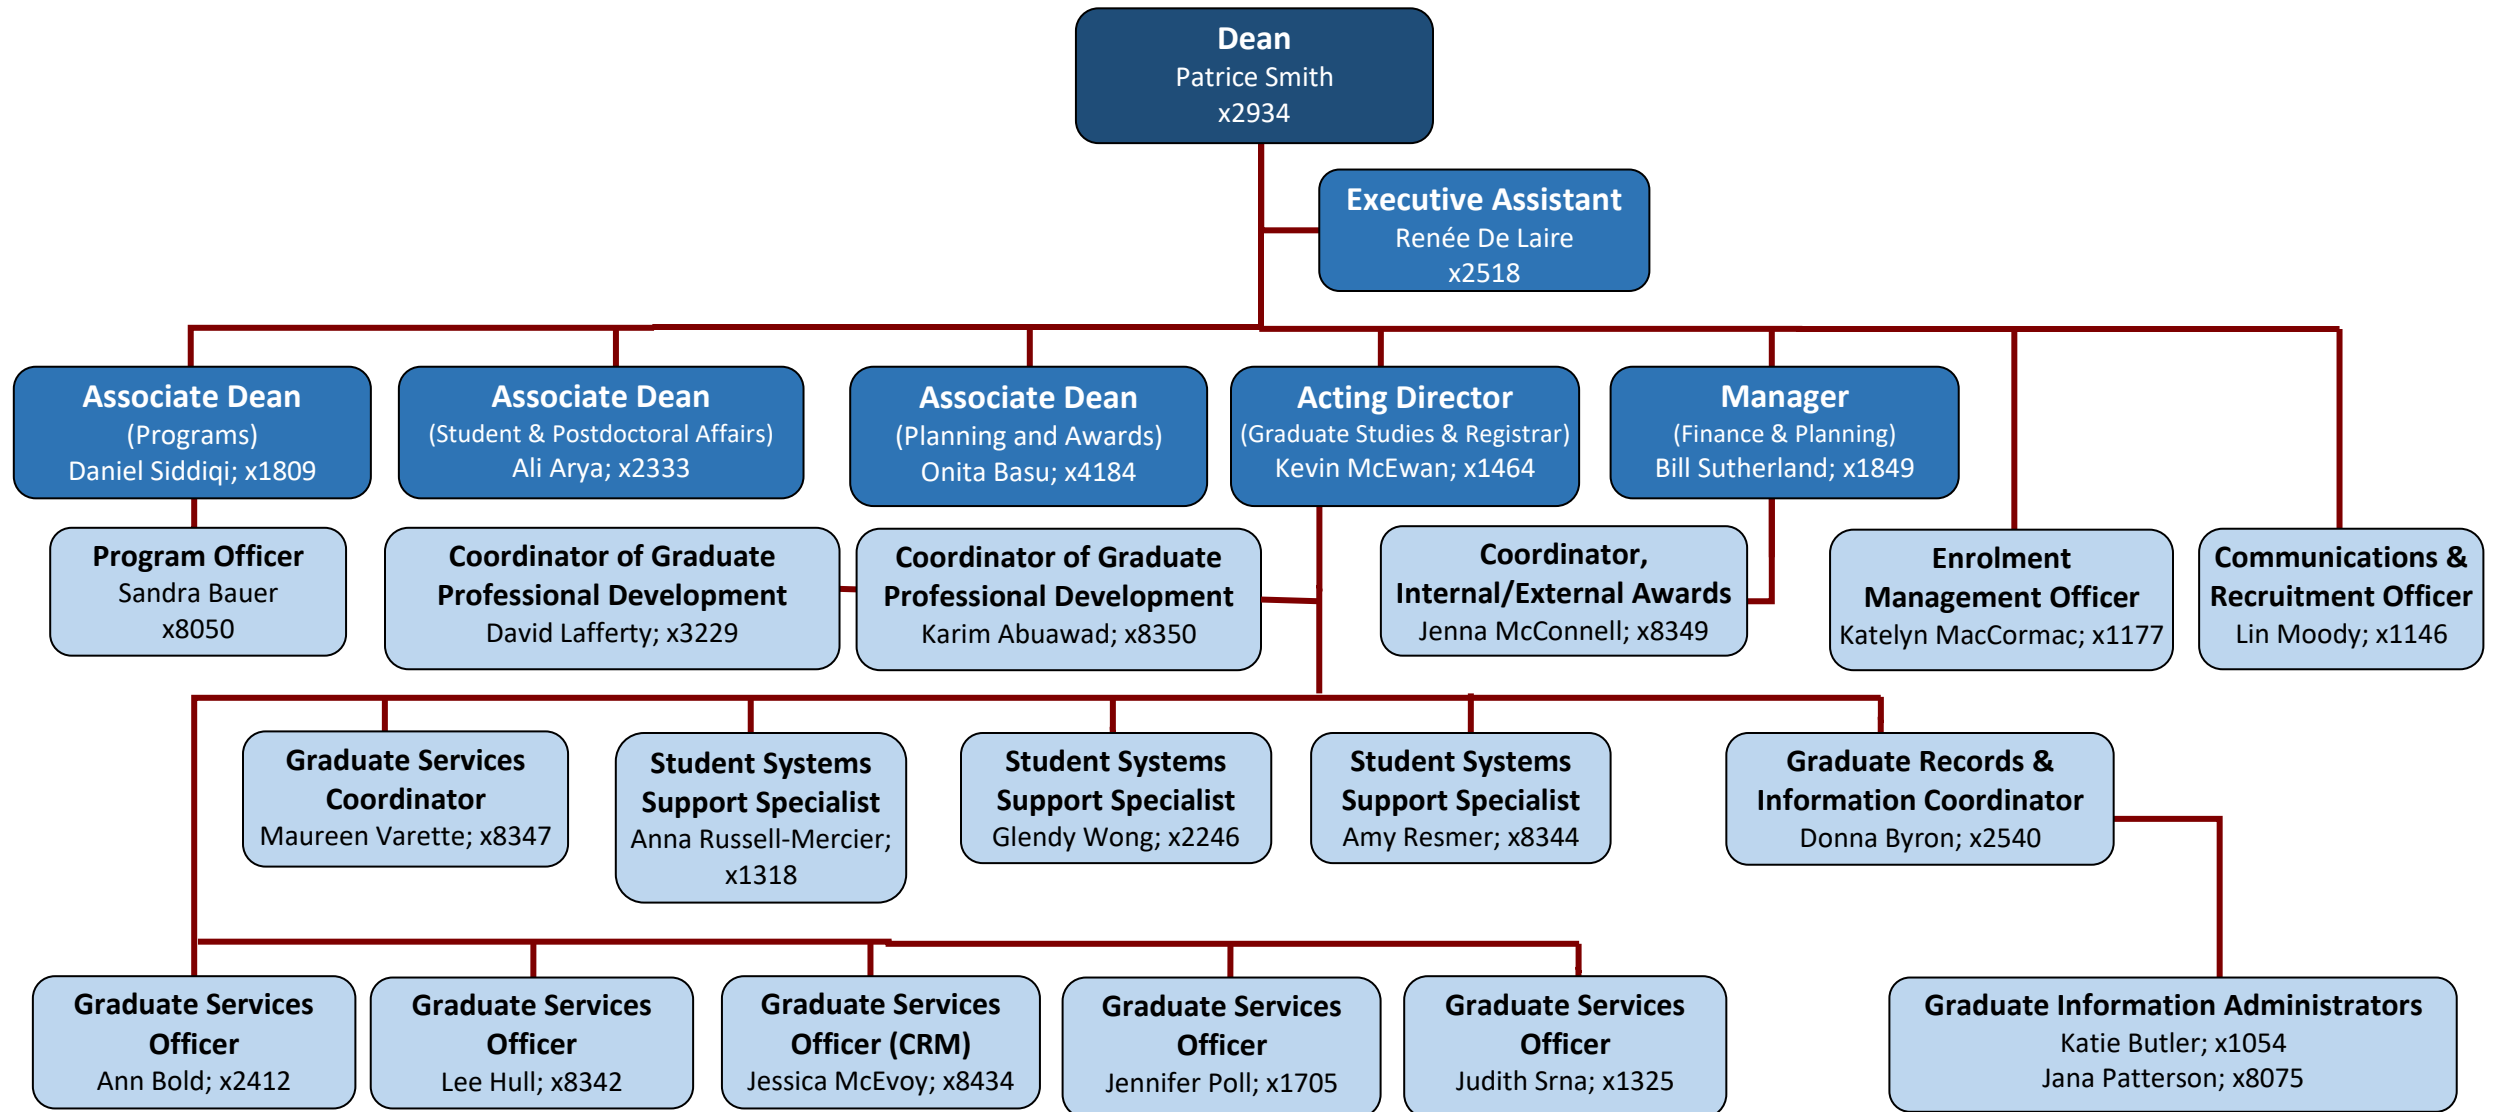 Dean
Patrice Smith
x2934
Executive Assistant
Renée De Laire
x2518
Associate Dean
(Programs)
Daniel Siddiqi; x1809
Associate Dean
(Student & Postdoctoral Affairs)
Ali Arya; x2333
Associate Dean
(Planning and Awards)
Onita Basu; x4184
Acting Director
(Graduate Studies & Registrar)
Kevin McEwan; x1464
Manager
(Finance & Planning)
Bill Sutherland; x1849
Program Officer
Sandra Bauer
x8050
Coordinator of Graduate
Professional Development
David Lafferty; x3229
Coordinator of Graduate
Professional Development
Karim Abuawad; x8350
Coordinator,
Internal/External Awards
Jenna McConnell; x8349
Enrolment
Management Officer
Katelyn MacCormac; x1177
Communications &
Recruitment Officer
Lin Moody; x1146
Graduate Services
Coordinator
Maureen Varette; x8347
Student Systems
Support Specialist
Anna Russell-Mercier;
x1318
Student Systems
Support Specialist
Glendy Wong; x2246
Student Systems
Support Specialist
Amy Resmer; x8344
Graduate Records &
Information Coordinator
Donna Byron; x2540
Graduate Services
Officer
Ann Bold; x2412
Graduate Services
Officer
Lee Hull; x8342
Graduate Services
Officer (CRM)
Jessica McEvoy; x8434
Graduate Services
Officer
Jennifer Poll; x1705
Graduate Services
Officer
Judith Srna; x1325
Graduate Information Administrators
Katie Butler; x1054
Jana Patterson; x8075